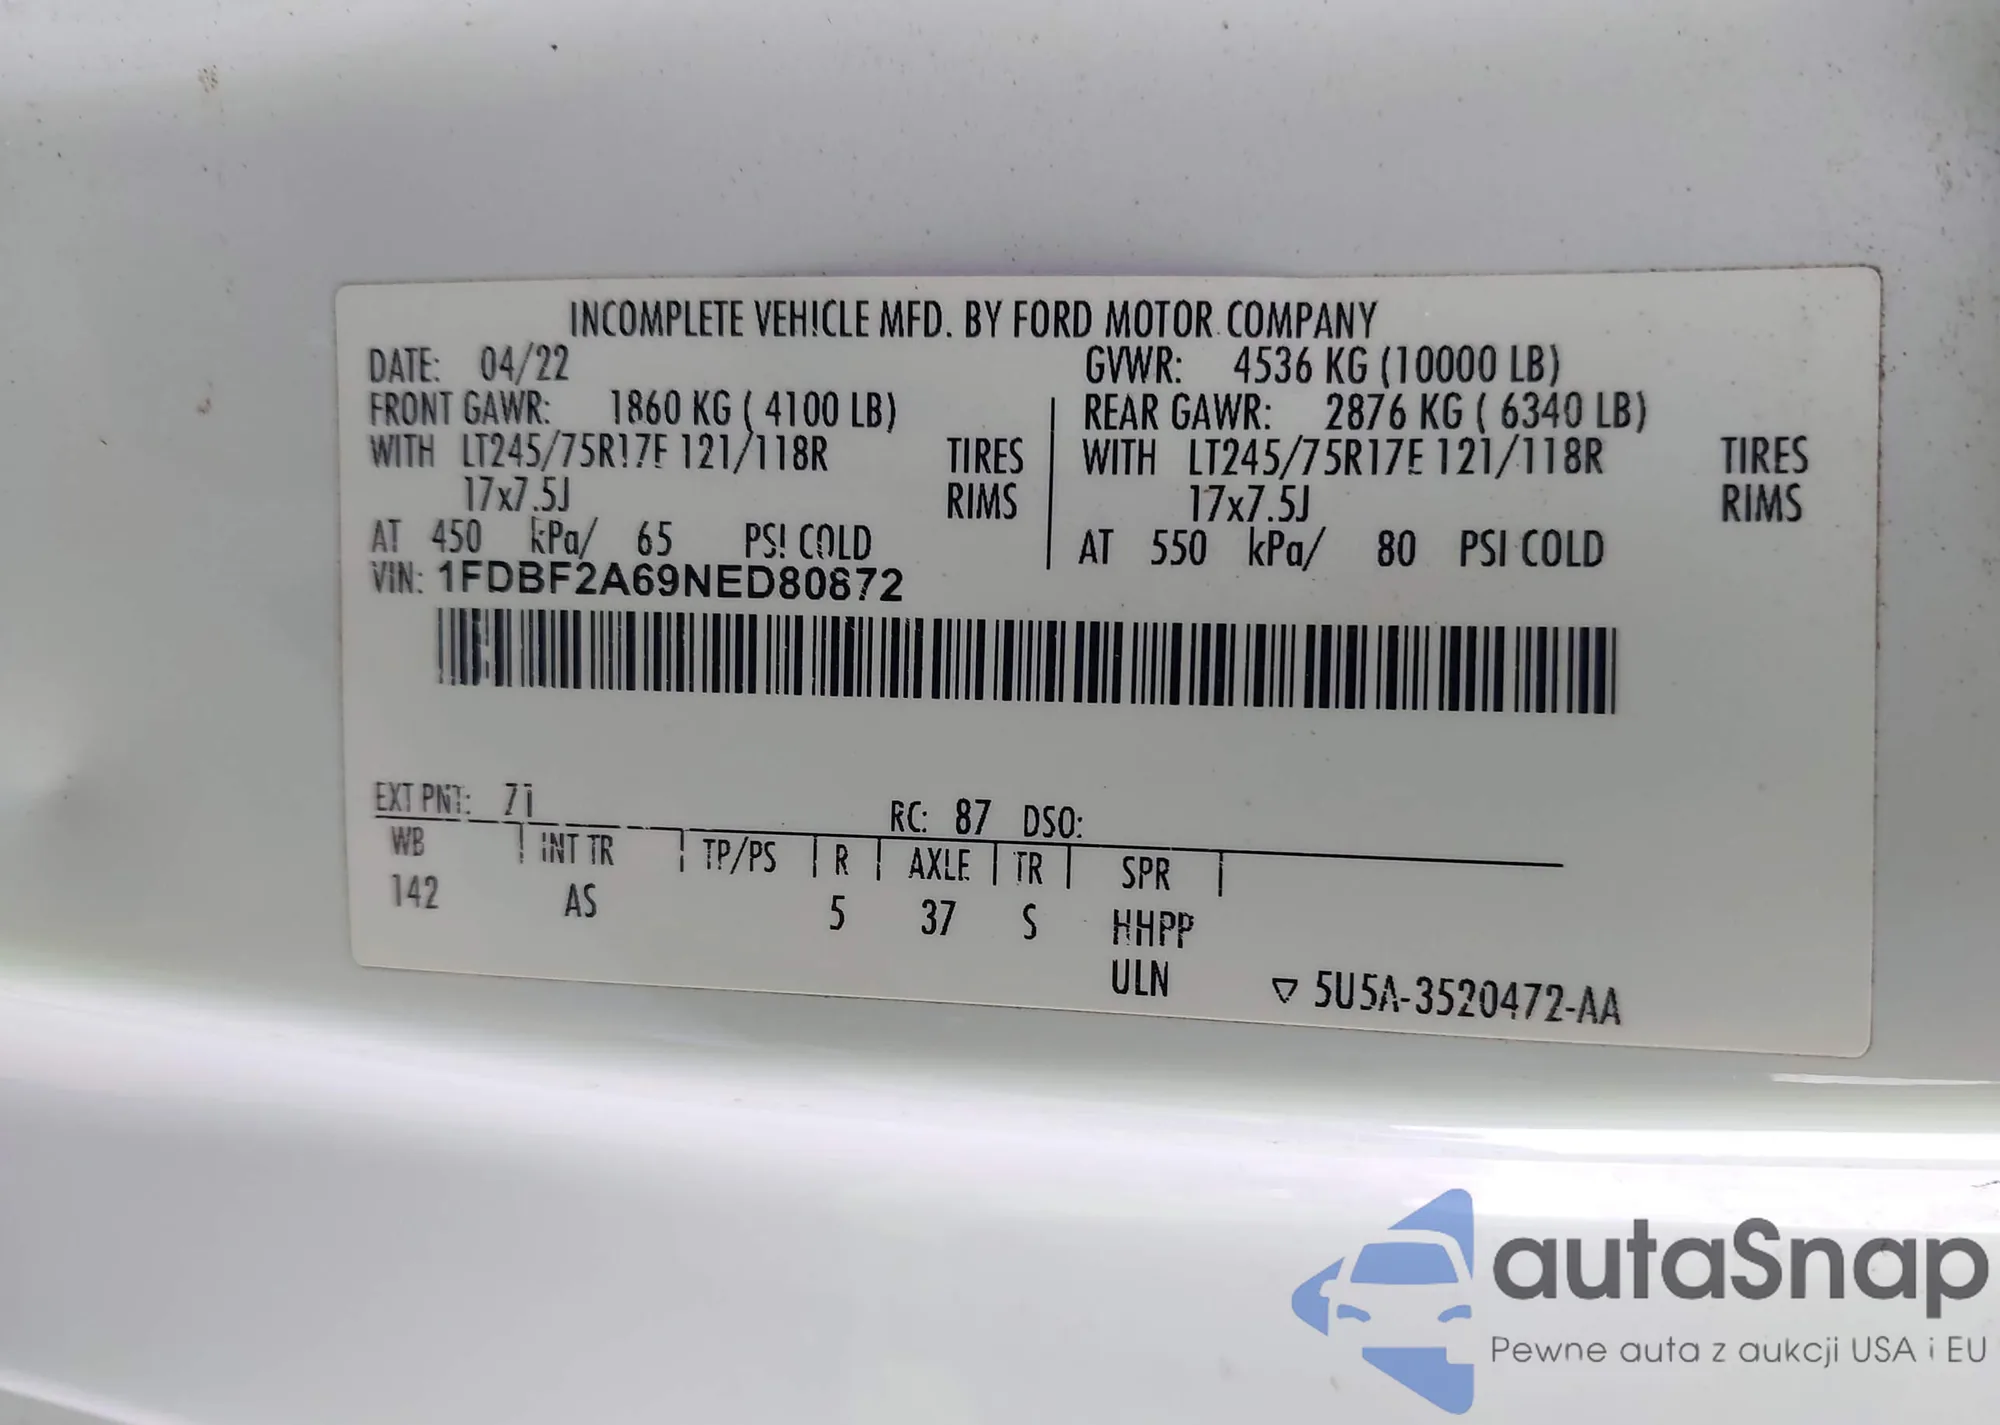 INCOMPLETE VEHICLE MFD. BY FORD MOTOR COMPANY
DATE: 04/22 GVWR: 4536 KG (10000 LB)
FRONT GAWR: 1860 KG ( 4100 LB) REAR GAWR: 2876 KG ( 6340 LB)
WITH LT245/75R17E 121/118R TIRES WITH LT245/75R17E 121/118R TIRES
17x7.5J RIMS 17x7.5J RIMS
AT 450 kPa/ 65 PSI COLD AT 550 kPa/ 80 PSI COLD
VIN: 1FDBF2A69NED80872
EXT PNT: Z1 RC: 87 DSO:
WB INT TR TP/PS R AXLE TR SPR
142 AS 5 37 S HHPP
ULN ▽ 5U5A-3520472-AA
autaSnap
Pewne auta z aukcji USA i EU